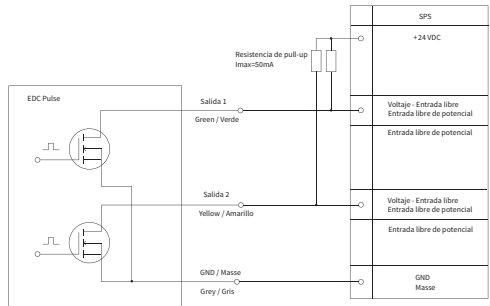 SPS
+24 VDC
Resistencia de pull-up
Imax=50mA
EDC Pulse
Salida 1
Green / Verde
Voltaje - Entrada libre
Entrada libre de potencial
Entrada libre de potencial
Salida 2
Yellow / Amarillo
Voltaje - Entrada libre
Entrada libre de potencial
Entrada libre de potencial
GND / Masse
Grey / Gris
GND
Masse